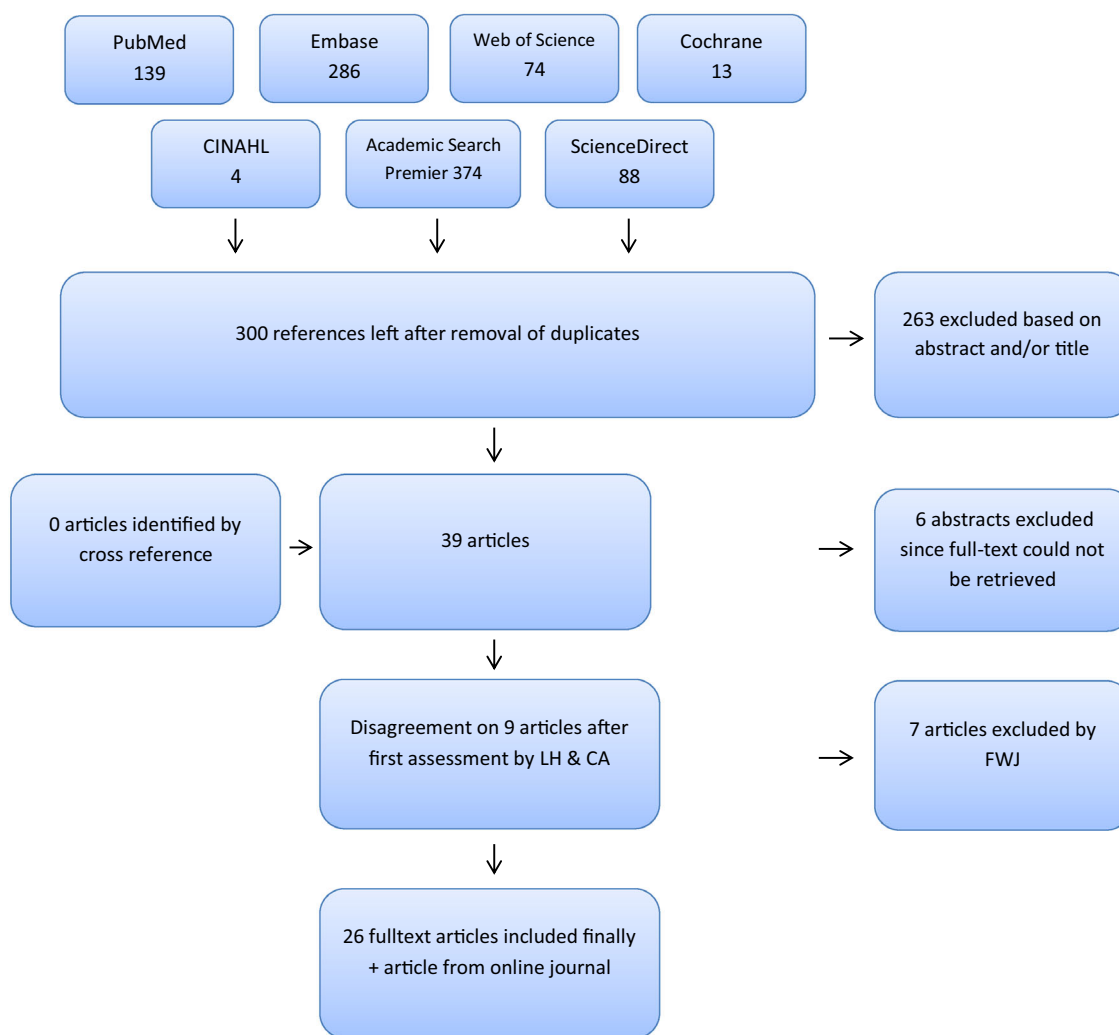 PubMed
139
Embase
286
Web of Science
74
Cochrane
13
CINAHL
4
Academic Search
Premier 374
ScienceDirect
88
300 references left after removal of duplicates
263 excluded based on
abstract and/or title
0 articles identified by
cross reference
39 articles
6 abstracts excluded
since full-text could not
be retrieved
Disagreement on 9 articles after
first assessment by LH & CA
7 articles excluded by
FWJ
26 fulltext articles included finally
+ article from online journal